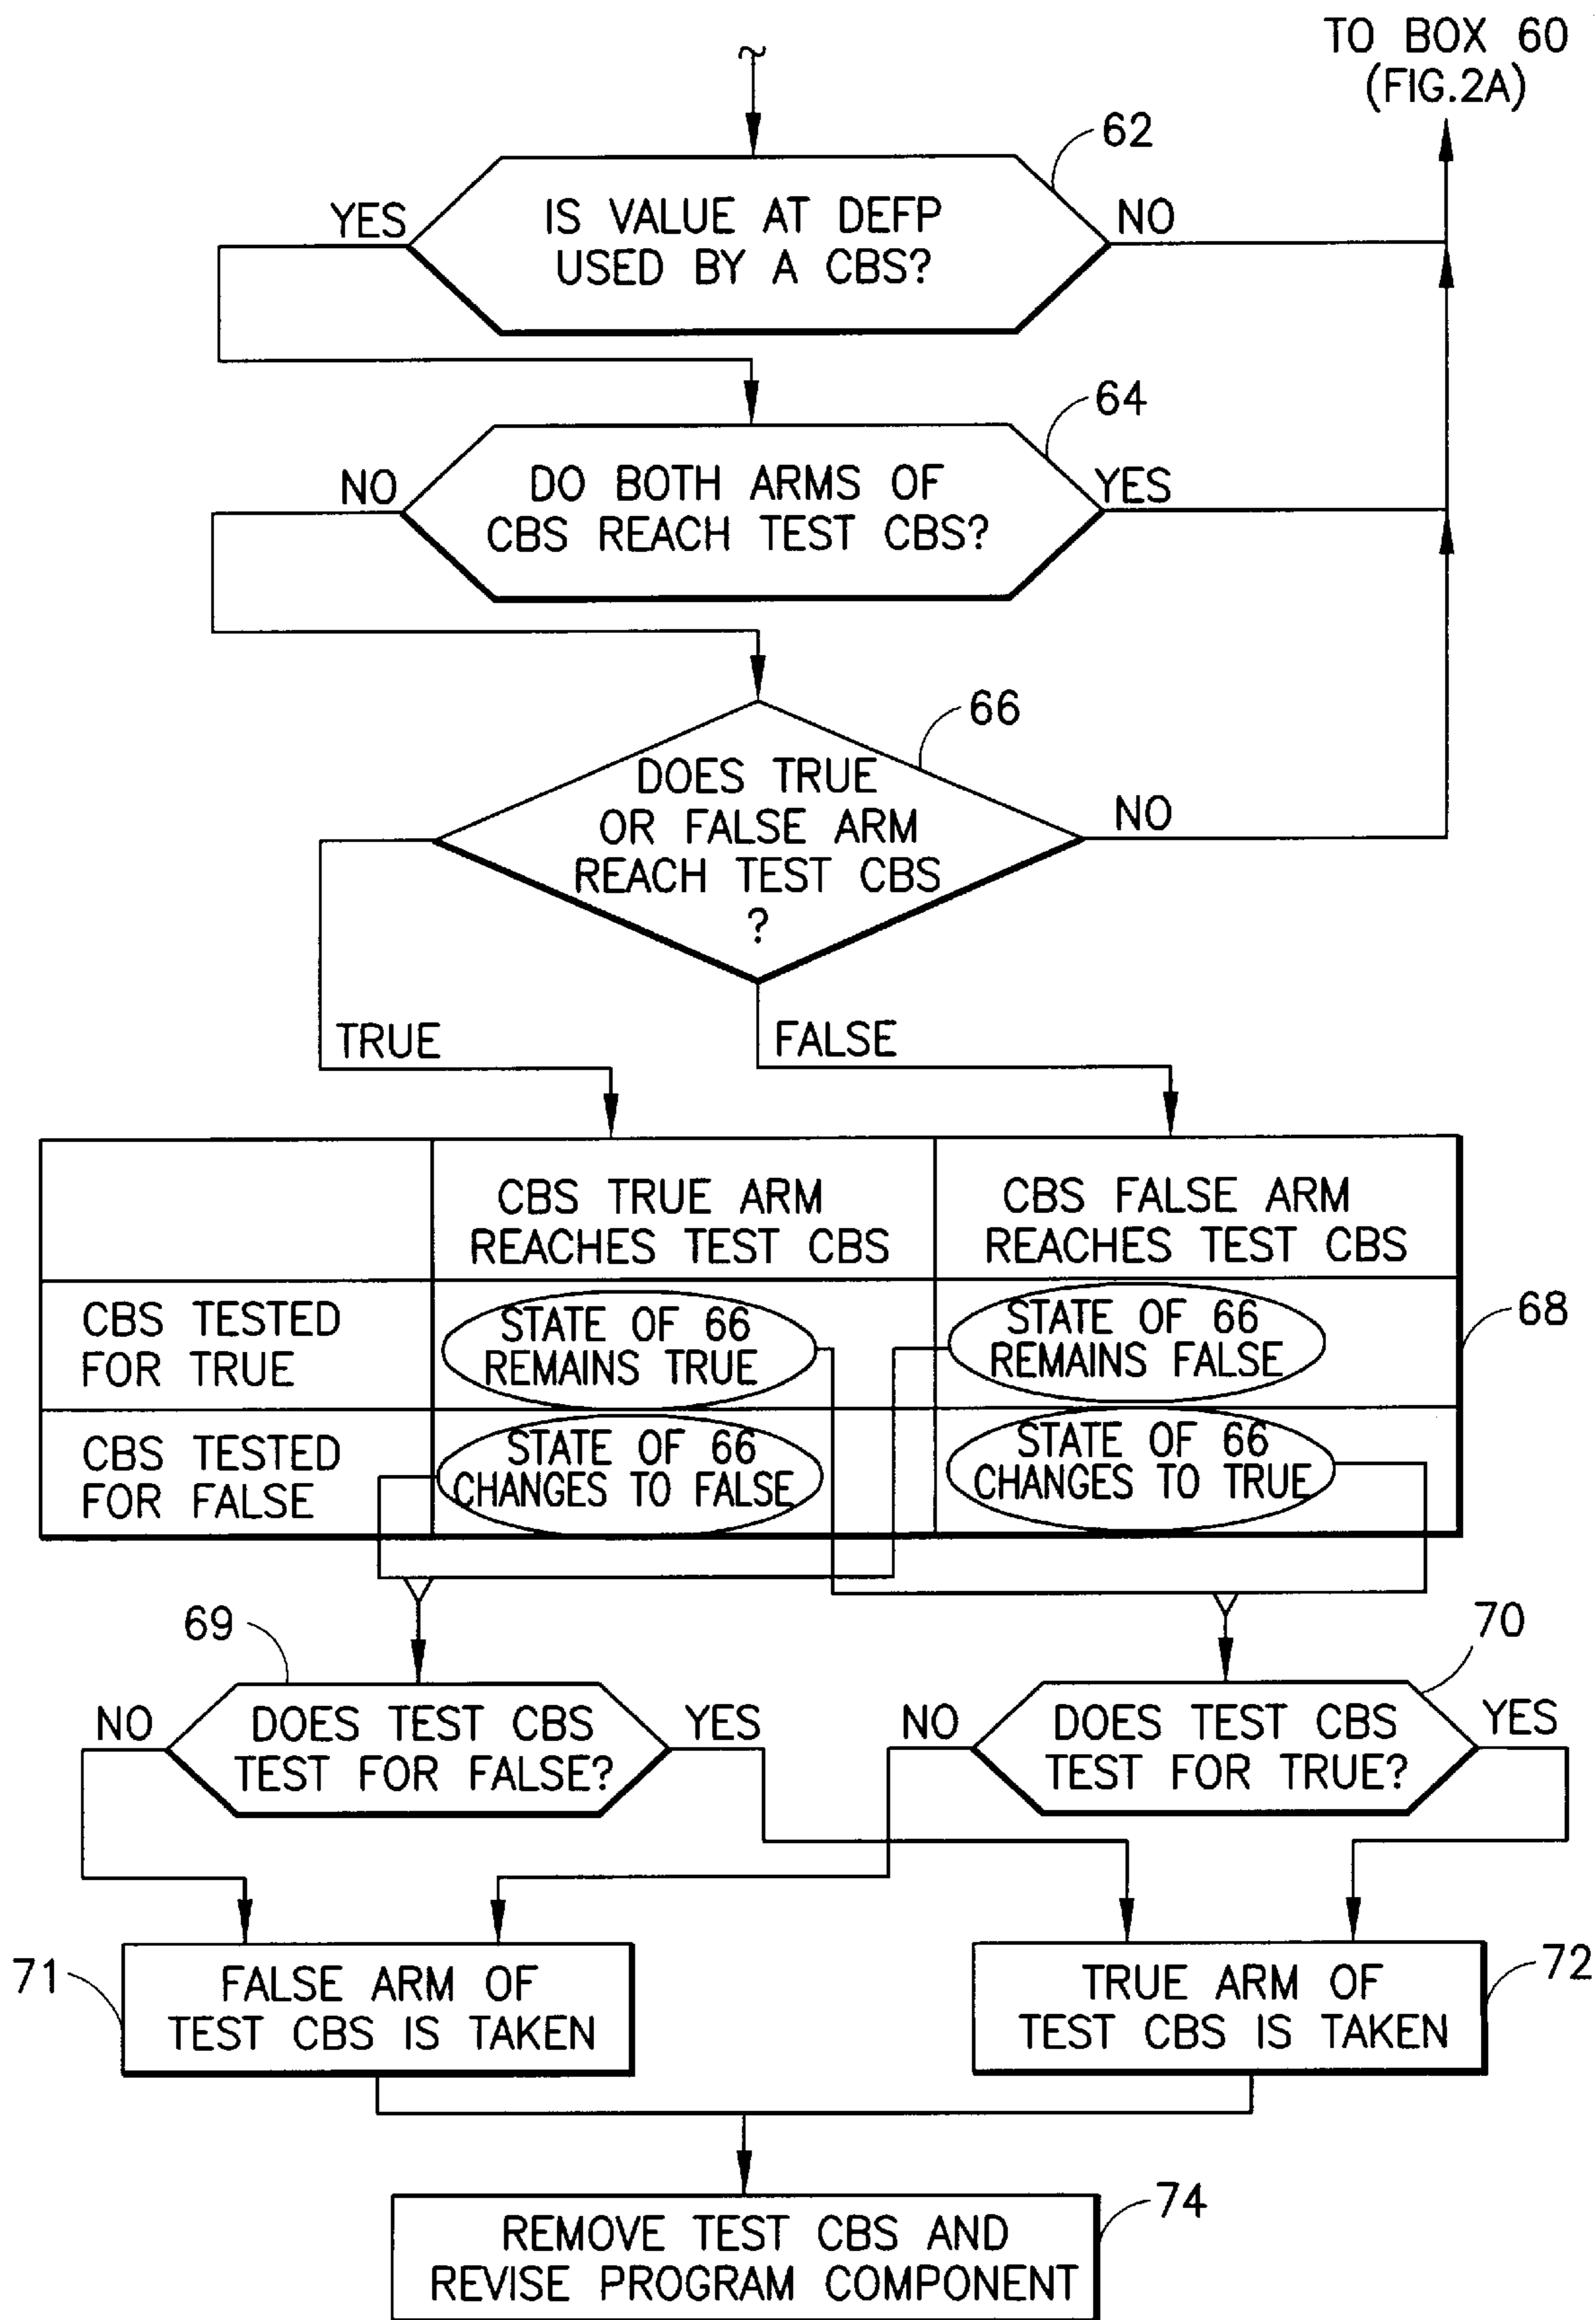 TO BOX 60
(FIG.2A)
62
YES
IS VALUE AT DEFP
USED BY A CBS?
NO
64
NO
DO BOTH ARMS OF
CBS REACH TEST CBS?
YES
66
DOES TRUE
OR FALSE ARM
REACH TEST CBS
?
NO
TRUE
FALSE
CBS TRUE ARM
REACHES TEST CBS
CBS FALSE ARM
REACHES TEST CBS
CBS TESTED
FOR TRUE
STATE OF 66
REMAINS TRUE
STATE OF 66
REMAINS FALSE
68
CBS TESTED
FOR FALSE
STATE OF 66
CHANGES TO FALSE
STATE OF 66
CHANGES TO TRUE
69
70
NO
DOES TEST CBS
TEST FOR FALSE?
YES
NO
DOES TEST CBS
TEST FOR TRUE?
YES
71
FALSE ARM OF
TEST CBS IS TAKEN
TRUE ARM OF
TEST CBS IS TAKEN
72
74
REMOVE TEST CBS AND
REVISE PROGRAM COMPONENT